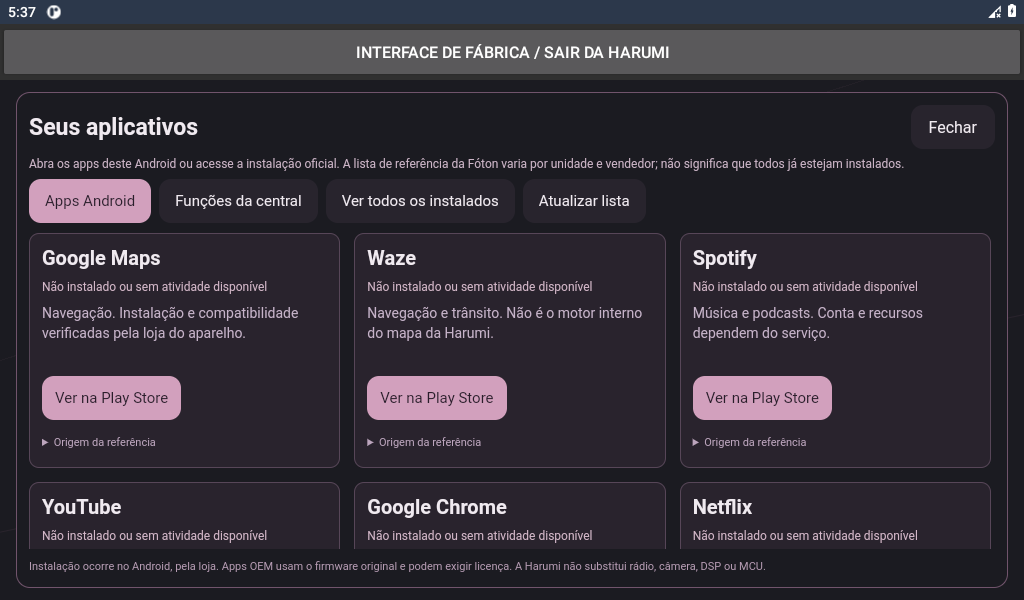 5:37
INTERFACE DE FÁBRICA / SAIR DA HARUMI
Seus aplicativos
Fechar
Abra os apps deste Android ou acesse a instalação oficial. A lista de referência da Fóton varia por unidade e vendedor; não significa que todos já estejam instalados.
Apps Android
Funções da central
Ver todos os instalados
Atualizar lista
Google Maps
Não instalado ou sem atividade disponível
Navegação. Instalação e compatibilidade
verificadas pela loja do aparelho.
Ver na Play Store
Origem da referência
Waze
Não instalado ou sem atividade disponível
Navegação e trânsito. Não é o motor interno
do mapa da Harumi.
Ver na Play Store
Origem da referência
Spotify
Não instalado ou sem atividade disponível
Música e podcasts. Conta e recursos
dependem do serviço.
Ver na Play Store
Origem da referência
YouTube
Não instalado ou sem atividade disponível
Google Chrome
Não instalado ou sem atividade disponível
Netflix
Não instalado ou sem atividade disponível
Instalação ocorre no Android, pela loja. Apps OEM usam o firmware original e podem exigir licença. A Harumi não substitui rádio, câmera, DSP ou MCU.